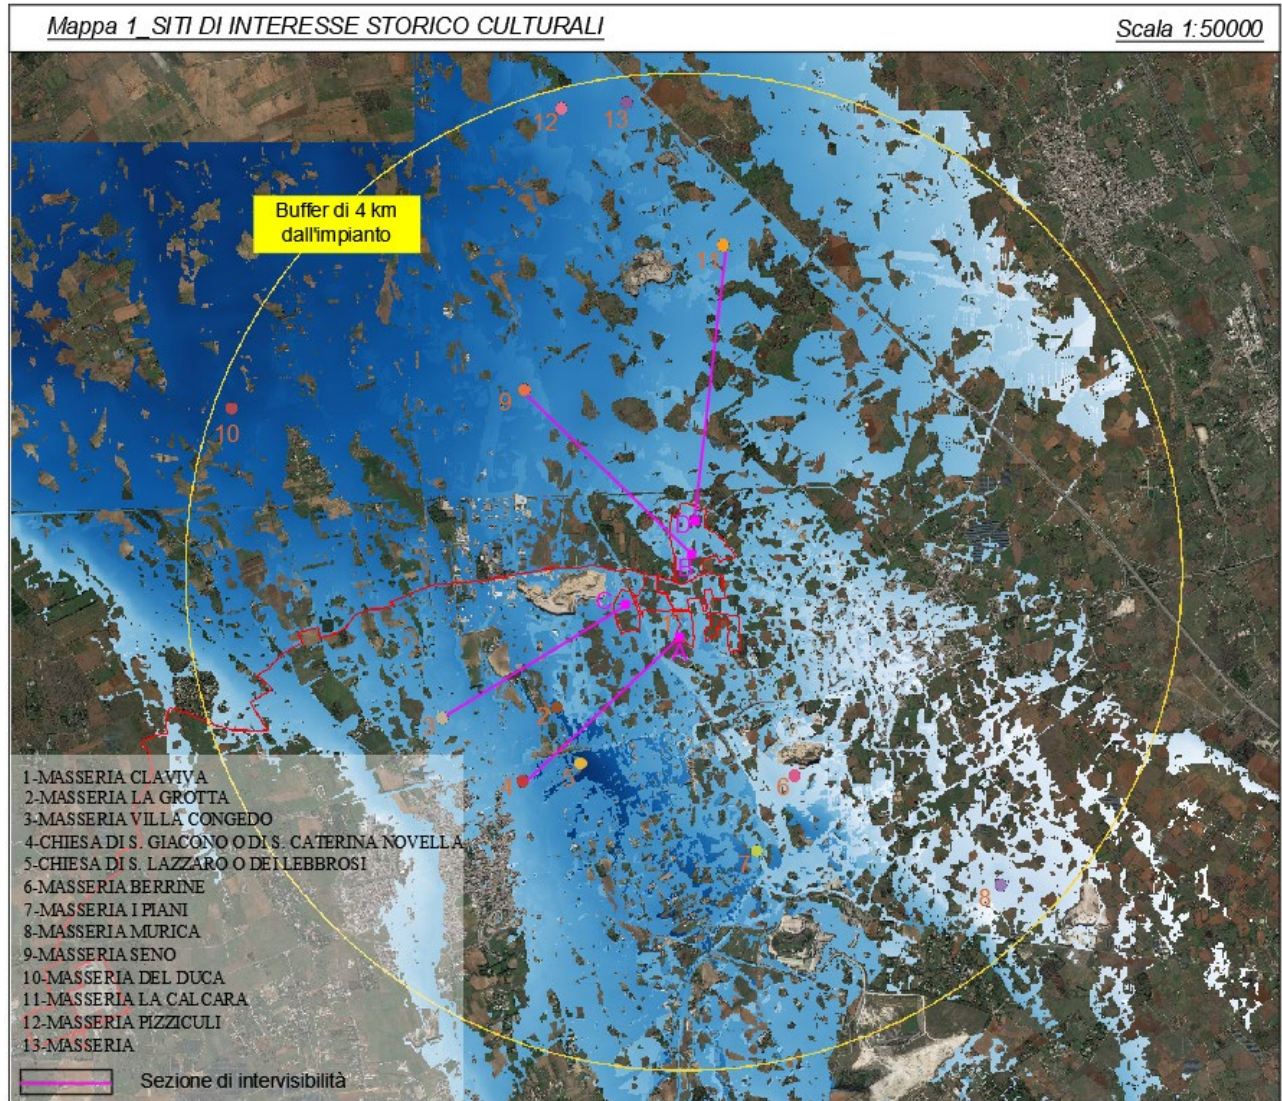 Mappa 1_SITI DI INTERESSE STORICO CULTURALI
Scala 1:50000
12
13
Buffer di 4 km
dall'impianto
11
9
10
D
B
C
1
A
2
3
4
5
6
7
8
1-MASSERIA CLAVIVA
2-MASSERIA LA GROTTA
3-MASSERIA VILLA CONGEDO
4-CHIESA DI S. GIACONO O DI S. CATERINA NOVELLA
5-CHIESA DI S. LAZZARO O DEI LEBBROSI
6-MASSERIA BERRINE
7-MASSERIA I PIANI
8-MASSERIA MURICA
9-MASSERIA SENO
10-MASSERIA DEL DUCA
11-MASSERIA LA CALCARA
12-MASSERIA PIZZICULI
13-MASSERIA
Sezione di intervisibilità